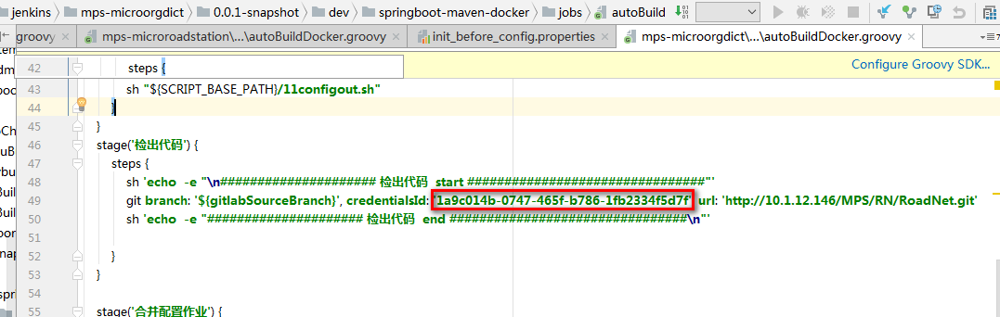 jenkins mps-microorgdict 0.0.1-snapshot dev springboot-maven-docker jobs autoBuild
groovy mps-microroadstation\...\autoBuildDocker.groovy init_before_config.properties mps-microorgdict\...\autoBuildDocker.groovy
Configure Groovy SDK...
42 steps {
43 sh "${SCRIPT_BASE_PATH}/11configout.sh"
44 }
45 }
46 stage('检出代码') {
47 steps {
48 sh 'echo -e "\n##################### 检出代码 start ################################"'
49 git branch: '${gitlabSourceBranch}', credentialsId: '1a9c014b-0747-465f-b786-1fb2334f5d7f' url: 'http://10.1.12.146/MPS/RN/RoadNet.git'
50 sh 'echo -e "##################### 检出代码 end ################################\n"'
51
52 }
53 }
54
55 stage('合并配置作业') {